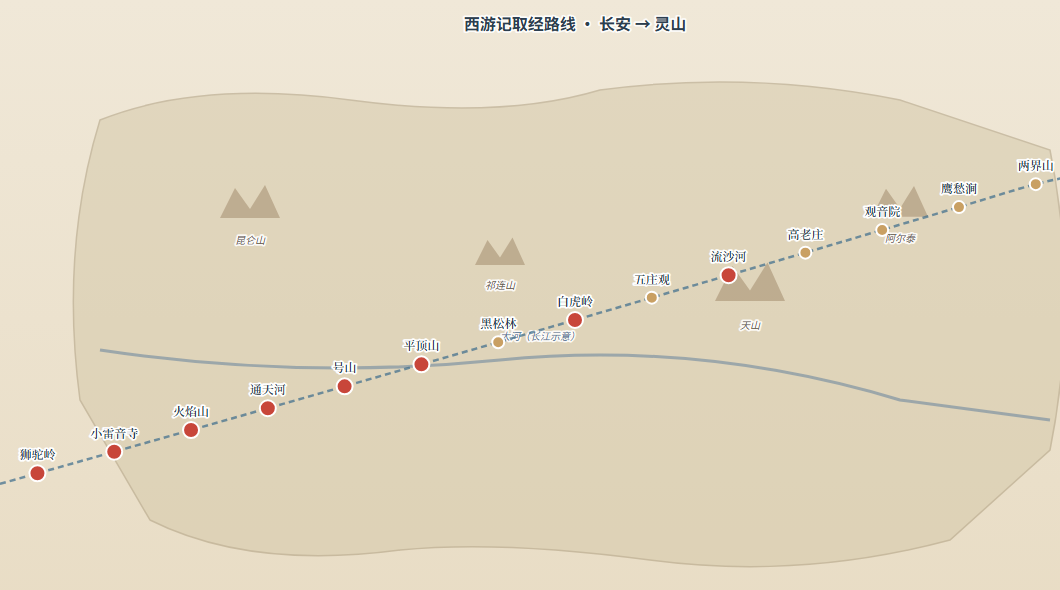 西游记取经路线 · 长安 → 灵山
两界山
鹰愁涧
观音院
阿尔泰
高老庄
昆仑山
流沙河
五庄观
祁连山
白虎岭
天山
黑松林
大河（长江示意）
平顶山
号山
通天河
火焰山
小雷音寺
狮驼岭